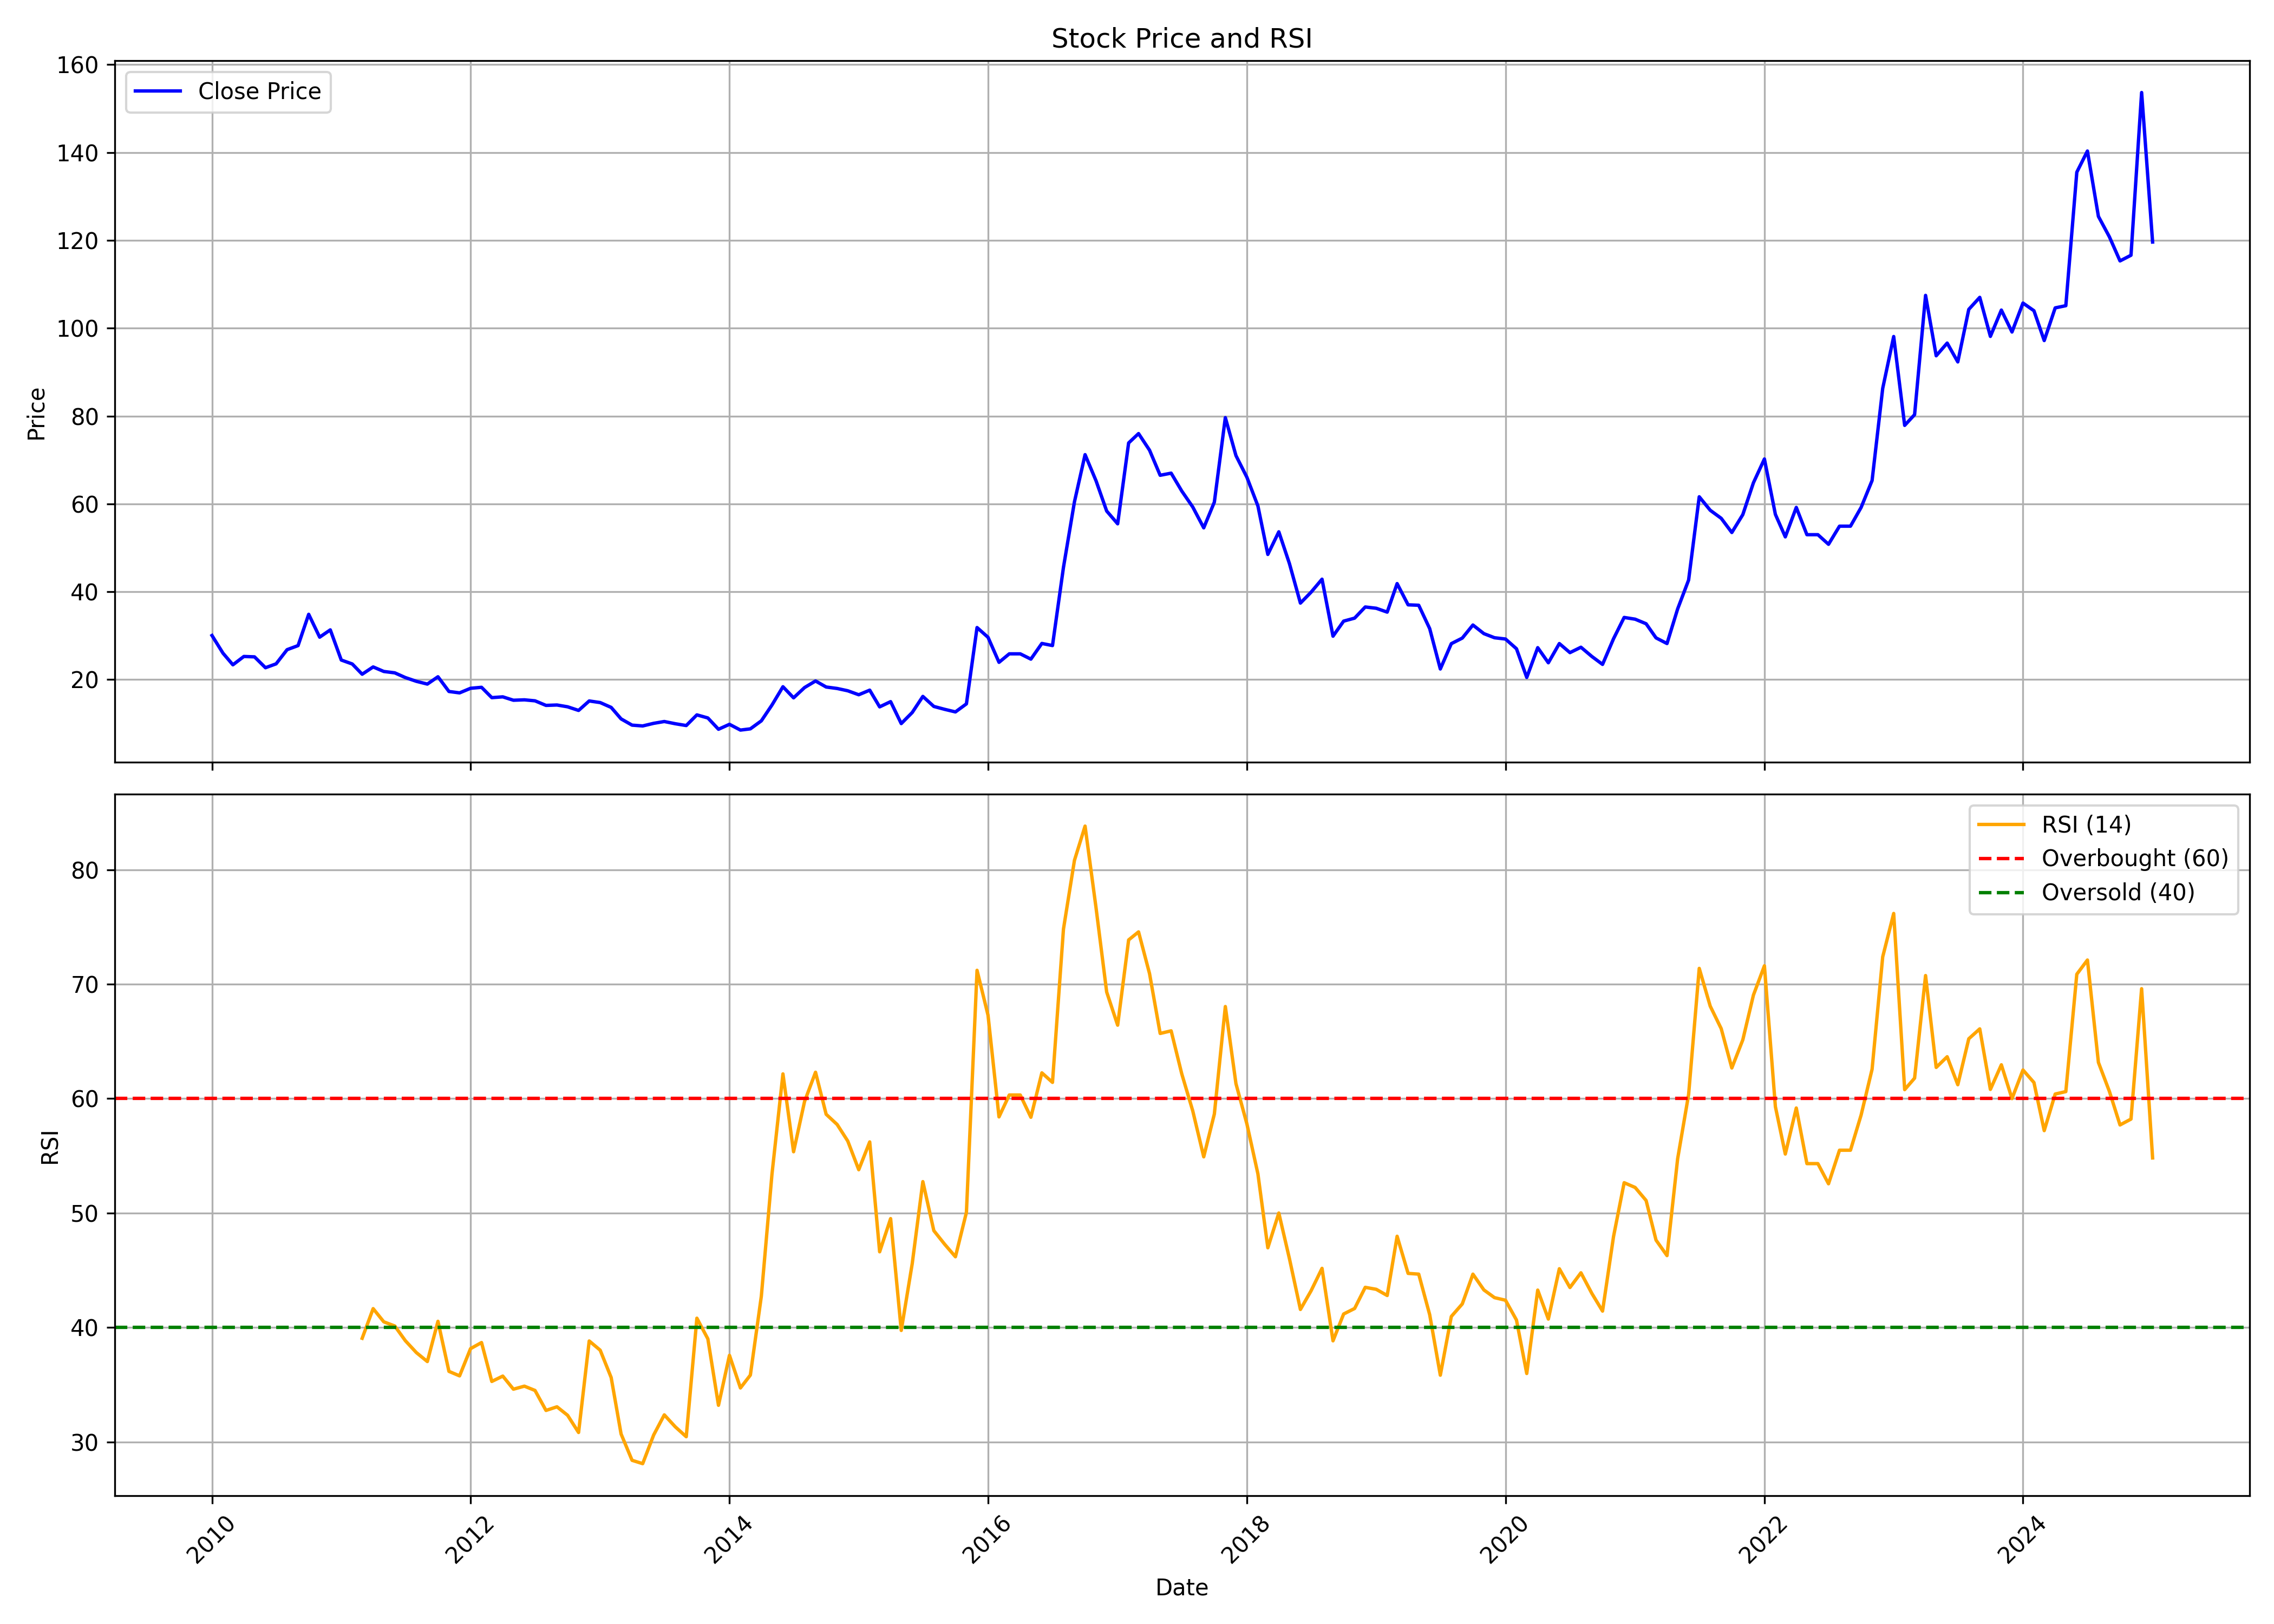 Stock Price and RSI
160
140
120
100
80
60
40
20
Price
Close Price
80
70
60
50
40
30
RSI
RSI (14)
Overbought (60)
Oversold (40)
2010
2012
2014
2016
2018
2020
2022
2024
Date